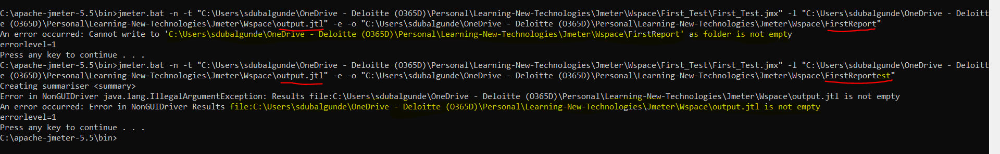 C:\apache-jmeter-5.5\bin>jmeter.bat -n -t "C:\Users\sdubalgunde\OneDrive - Deloitte (O365D)\Personal\Learning-New-Technologies\Jmeter\Wspace\First_Test\First_Test.jmx" -l "C:\Users\sdubalgunde\OneDrive - Deloitt
e (O365D)\Personal\Learning-New-Technologies\Jmeter\Wspace\output.jtl" -e -o "C:\Users\sdubalgunde\OneDrive - Deloitte (O365D)\Personal\Learning-New-Technologies\Jmeter\Wspace\FirstReport"
An error occurred: Cannot write to 'C:\Users\sdubalgunde\OneDrive - Deloitte (O365D)\Personal\Learning-New-Technologies\Jmeter\Wspace\FirstReport' as folder is not empty
errorlevel=1
Press any key to continue . . .
C:\apache-jmeter-5.5\bin>jmeter.bat -n -t "C:\Users\sdubalgunde\OneDrive - Deloitte (O365D)\Personal\Learning-New-Technologies\Jmeter\Wspace\First_Test\First_Test.jmx" -l "C:\Users\sdubalgunde\OneDrive - Deloitt
e (O365D)\Personal\Learning-New-Technologies\Jmeter\Wspace\output.jtl" -e -o "C:\Users\sdubalgunde\OneDrive - Deloitte (O365D)\Personal\Learning-New-Technologies\Jmeter\Wspace\FirstReportest"
Creating summariser <summary>
Error in NonGUIDriver java.lang.IllegalArgumentException: Results file:C:\Users\sdubalgunde\OneDrive - Deloitte (O365D)\Personal\Learning-New-Technologies\Jmeter\Wspace\output.jtl is not empty
An error occurred: Error in NonGUIDriver Results file:C:\Users\sdubalgunde\OneDrive - Deloitte (O365D)\Personal\Learning-New-Technologies\Jmeter\Wspace\output.jtl is not empty
errorlevel=1
Press any key to continue . . .
C:\apache-jmeter-5.5\bin>